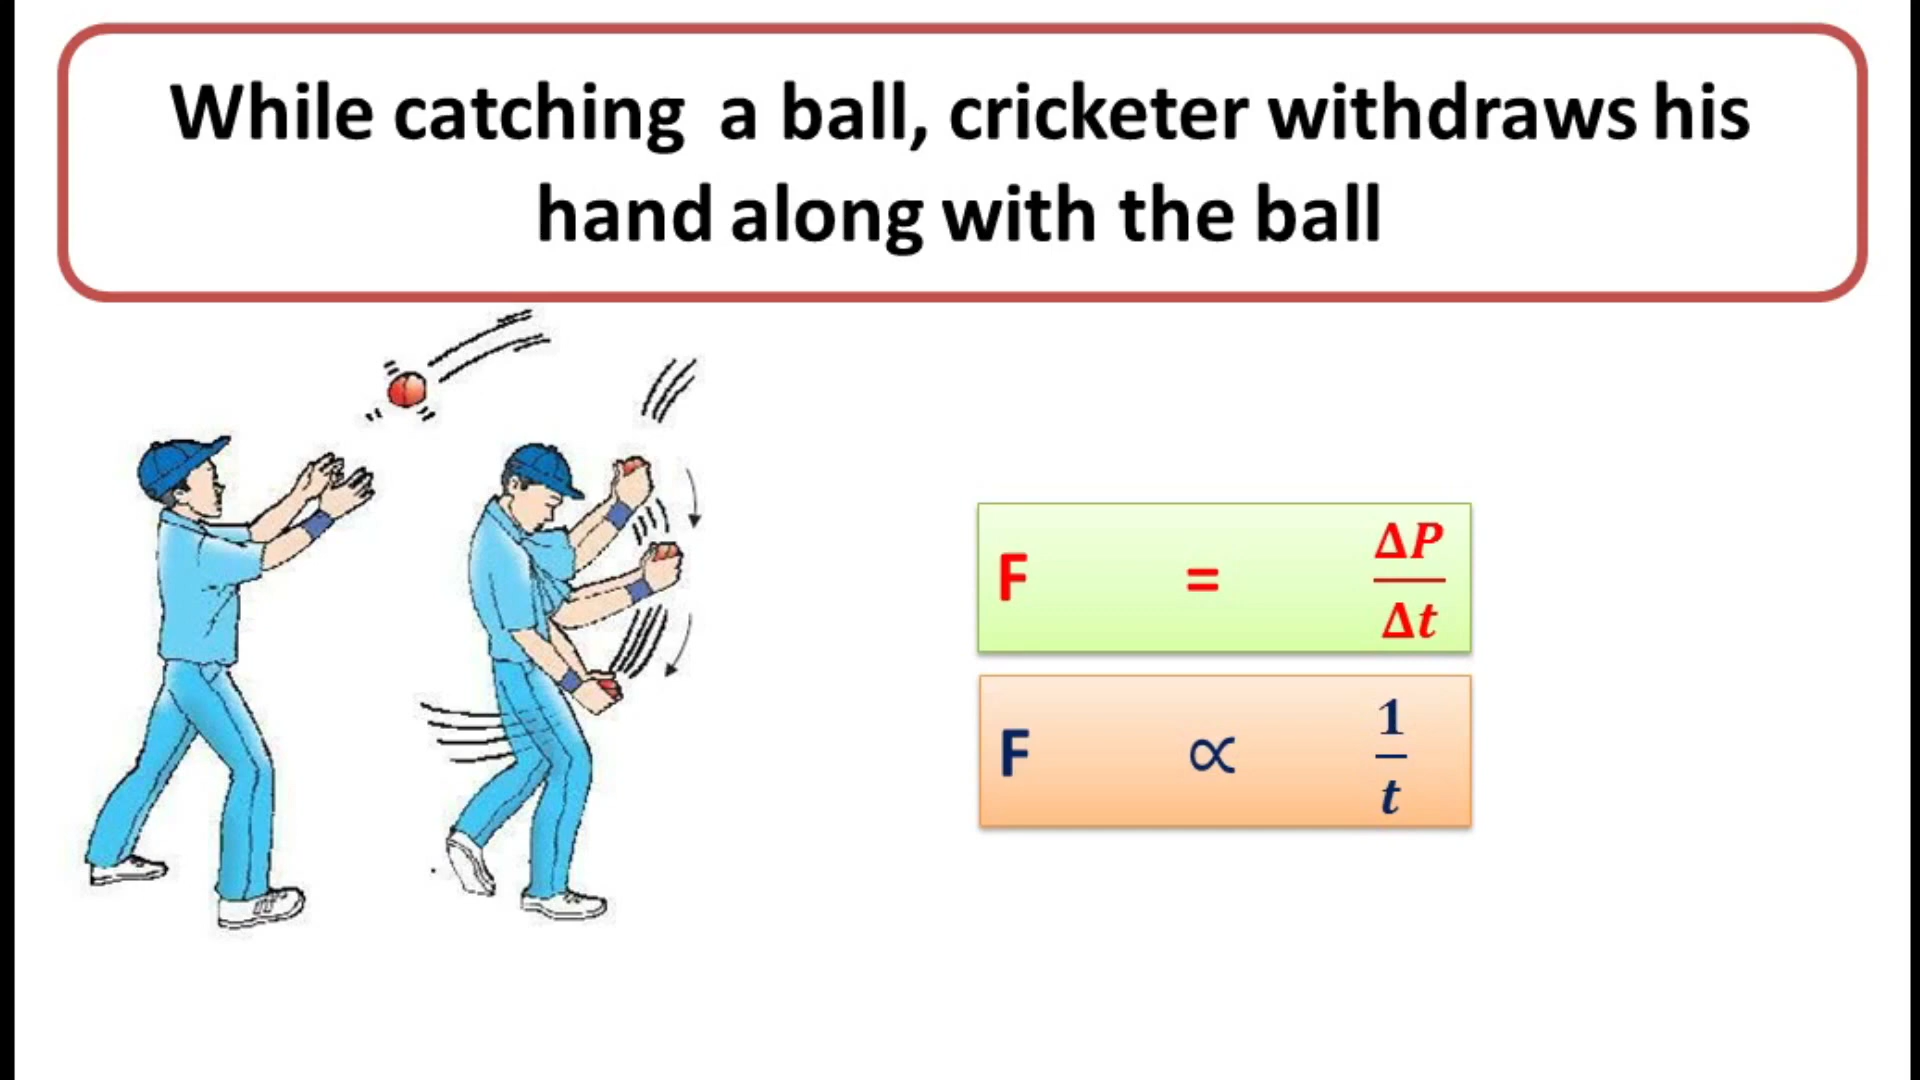 While catching a ball, cricketer withdraws his
hand along with the ball
F = ΔP/Δt
F ∝ 1/t